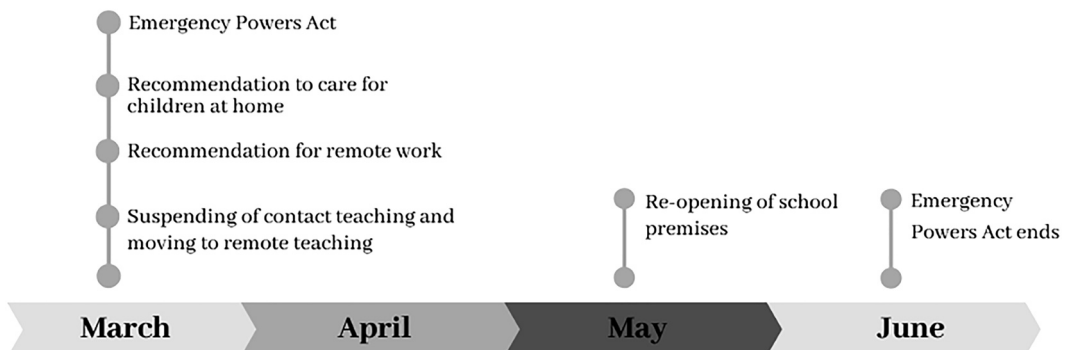 Emergency Powers Act
Recommendation to care for
children at home
Recommendation for remote work
Suspending of contact teaching and
moving to remote teaching
Re-opening of school
premises
Emergency
Powers Act ends
March
April
May
June